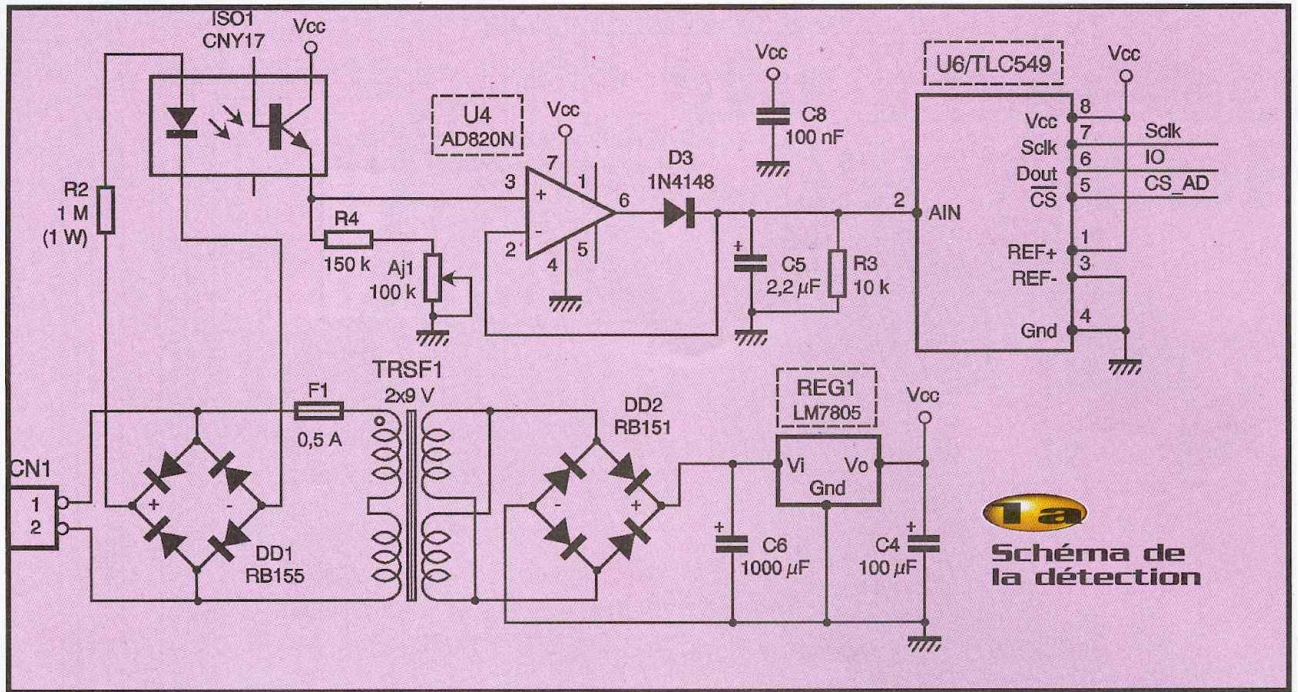 ISO1
CNY17
Vcc
R2
1 M
(1 W)
R4
150 k
Aj1
100 k
U4
AD820N
Vcc
7
3
+
1
6
-
2
4
5
D3
1N4148
Vcc
C8
100 nF
+
C5
2,2 µF
R3
10 k
U6/TLC549
Vcc
2
AIN
Vcc
8
Sclk
7
Sclk
Dout
6
IO
CS
5
CS_AD
REF+
1
REF-
3
Gnd
4
CN1
1
2
+
-
DD1
RB155
F1
0,5 A
TRSF1
2x9 V
DD2
RB151
-
+
REG1
LM7805
Vi
Vo
Gnd
Vcc
+
C6
1000 µF
+
C4
100 µF
1a
Schéma de
la détection